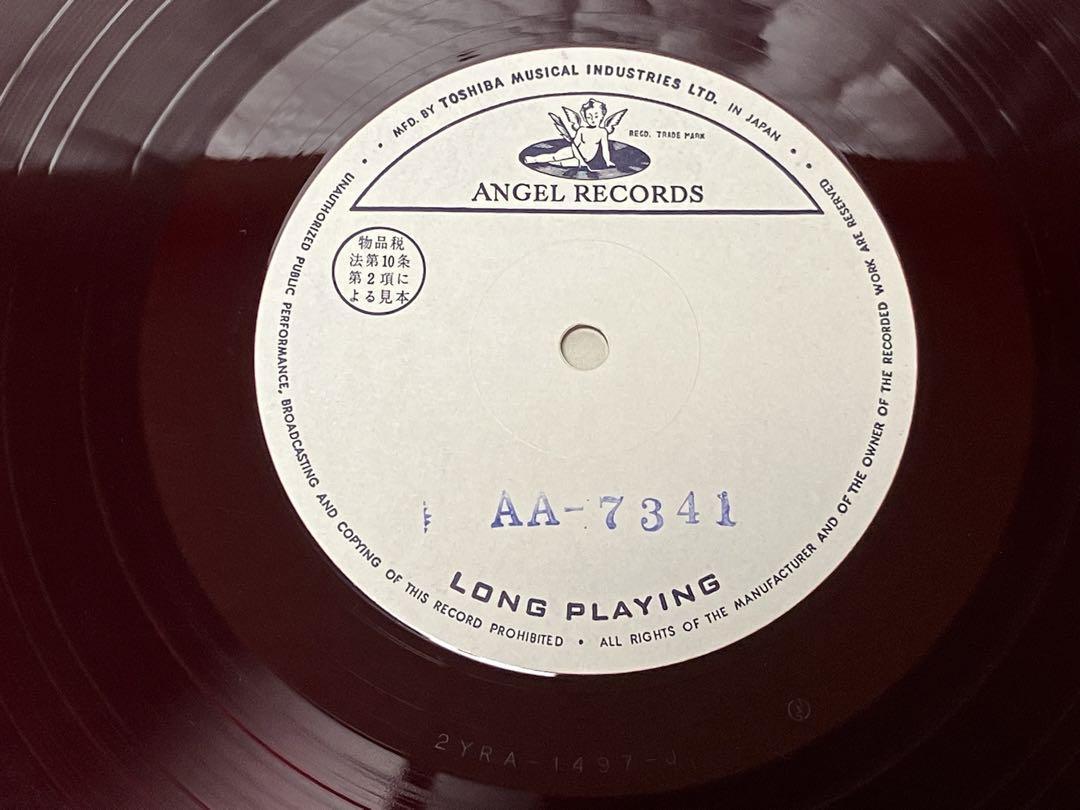 MFD. BY TOSHIBA MUSICAL INDUSTRIES LTD. IN JAPAN
REGD. TRADE MARK
ANGEL RECORDS
物品税
法第10条
第2項に
よる見本
AA-7341
LONG PLAYING
UNAUTHORIZED PUBLIC PERFORMANCE, BROADCASTING AND COPYING OF THIS RECORD PROHIBITED • ALL RIGHTS OF THE MANUFACTURER AND OF THE OWNER OF THE RECORDED WORK ARE RESERVED
2YRA-1497-